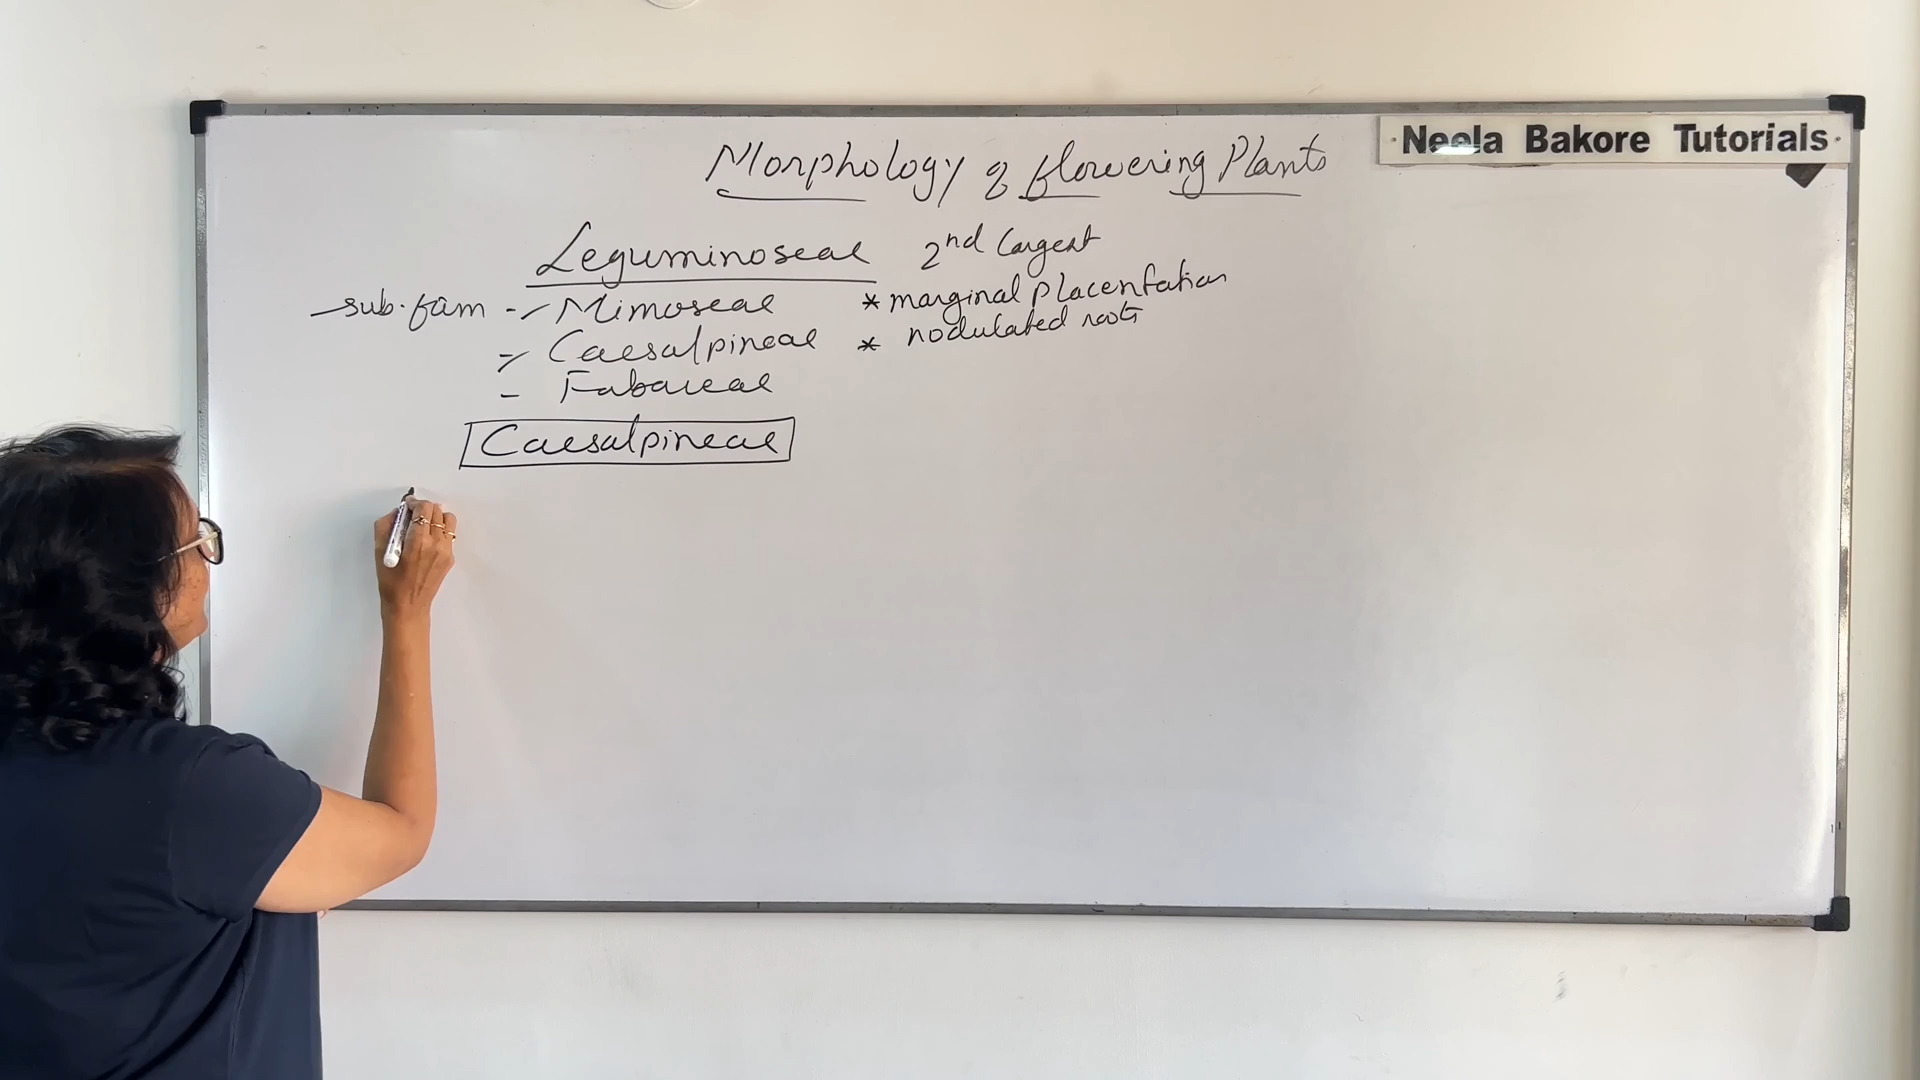 Neela Bakore Tutorials
Morphology of flowering Plants
Leguminoseae 2nd largest
sub.fam - Mimoseae * marginal placentation
- Caesalpineae * nodulated roots
- Fabaceae
Caesalpineae